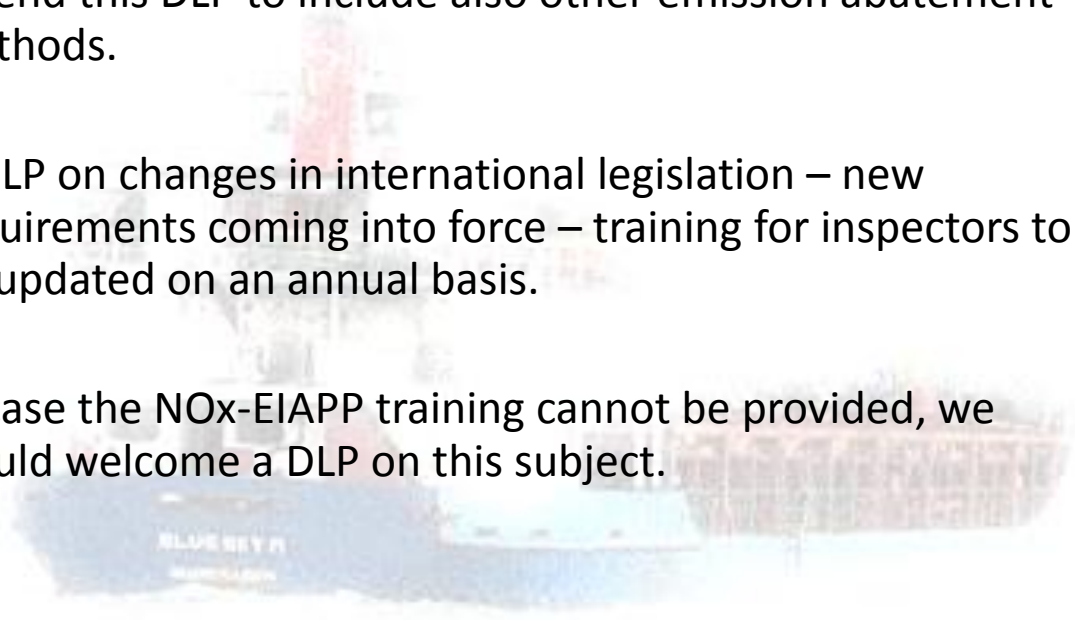 end this DLP to include also other emission abatement
thods.
LP on changes in international legislation – new
uirements coming into force – training for inspectors to
updated on an annual basis.
ase the NOx-EIAPP training cannot be provided, we
uld welcome a DLP on this subject.